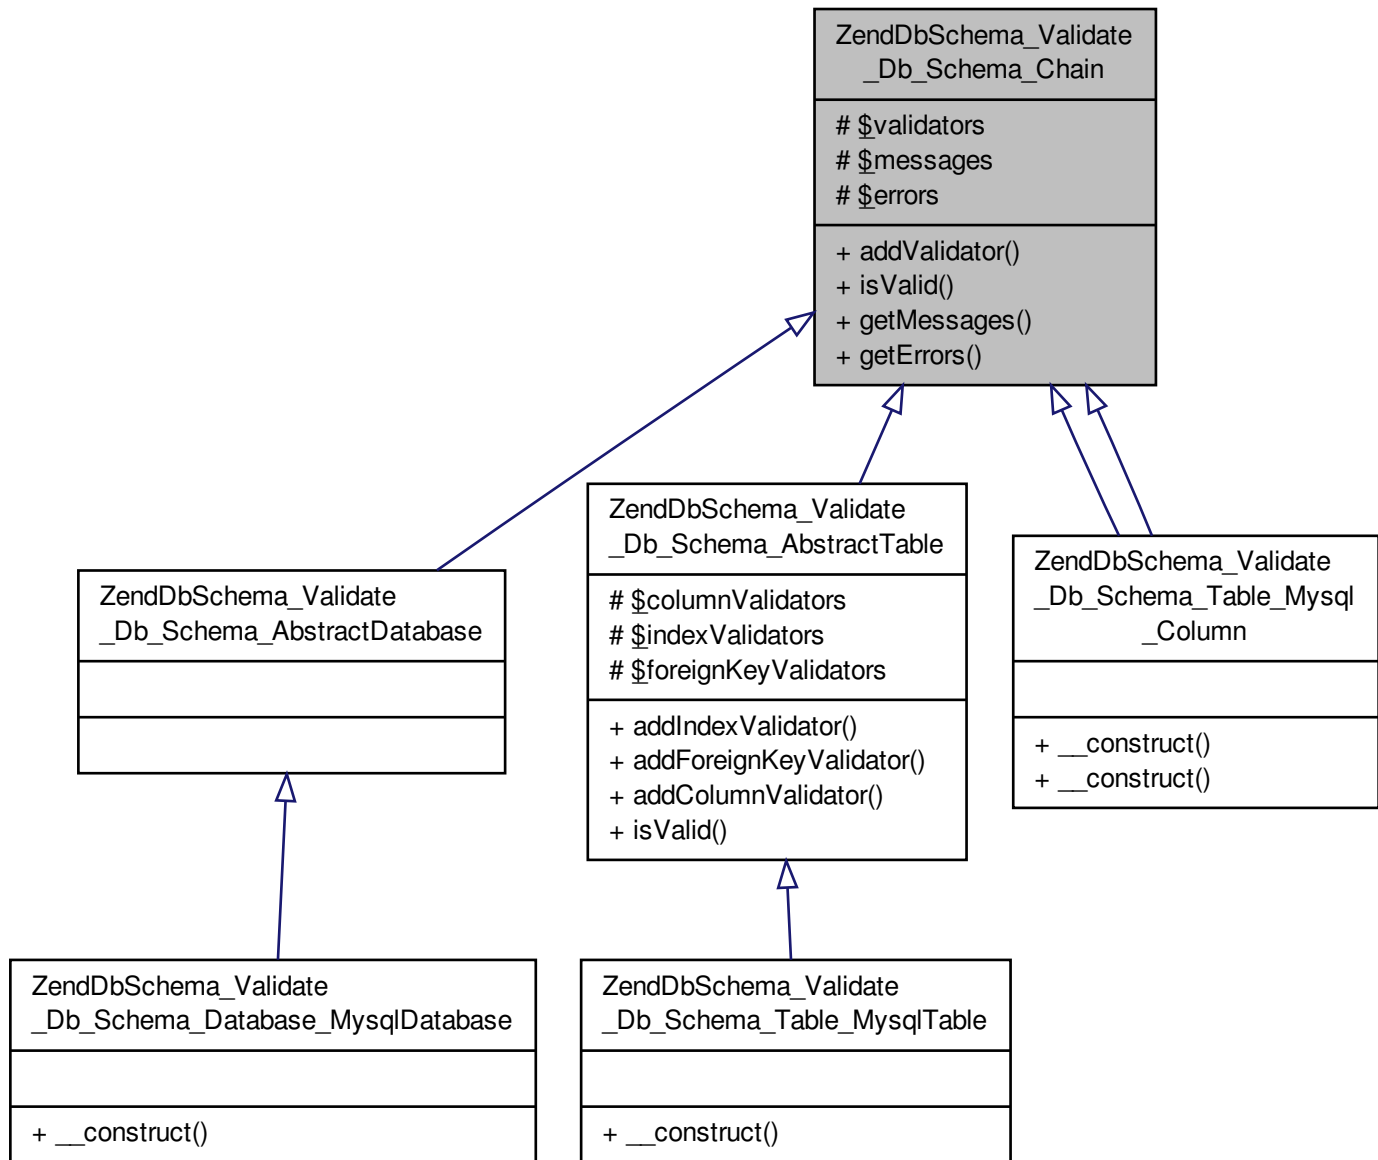 ZendDbSchema_Validate
_Db_Schema_Chain
# $validators
# $messages
# $errors
+ addValidator()
+ isValid()
+ getMessages()
+ getErrors()
ZendDbSchema_Validate
_Db_Schema_AbstractDatabase
ZendDbSchema_Validate
_Db_Schema_AbstractTable
# $columnValidators
# $indexValidators
# $foreignKeyValidators
+ addIndexValidator()
+ addForeignKeyValidator()
+ addColumnValidator()
+ isValid()
ZendDbSchema_Validate
_Db_Schema_Table_Mysql
_Column
+ __construct()
+ __construct()
ZendDbSchema_Validate
_Db_Schema_Database_MysqlDatabase
+ __construct()
ZendDbSchema_Validate
_Db_Schema_Table_MysqlTable
+ __construct()